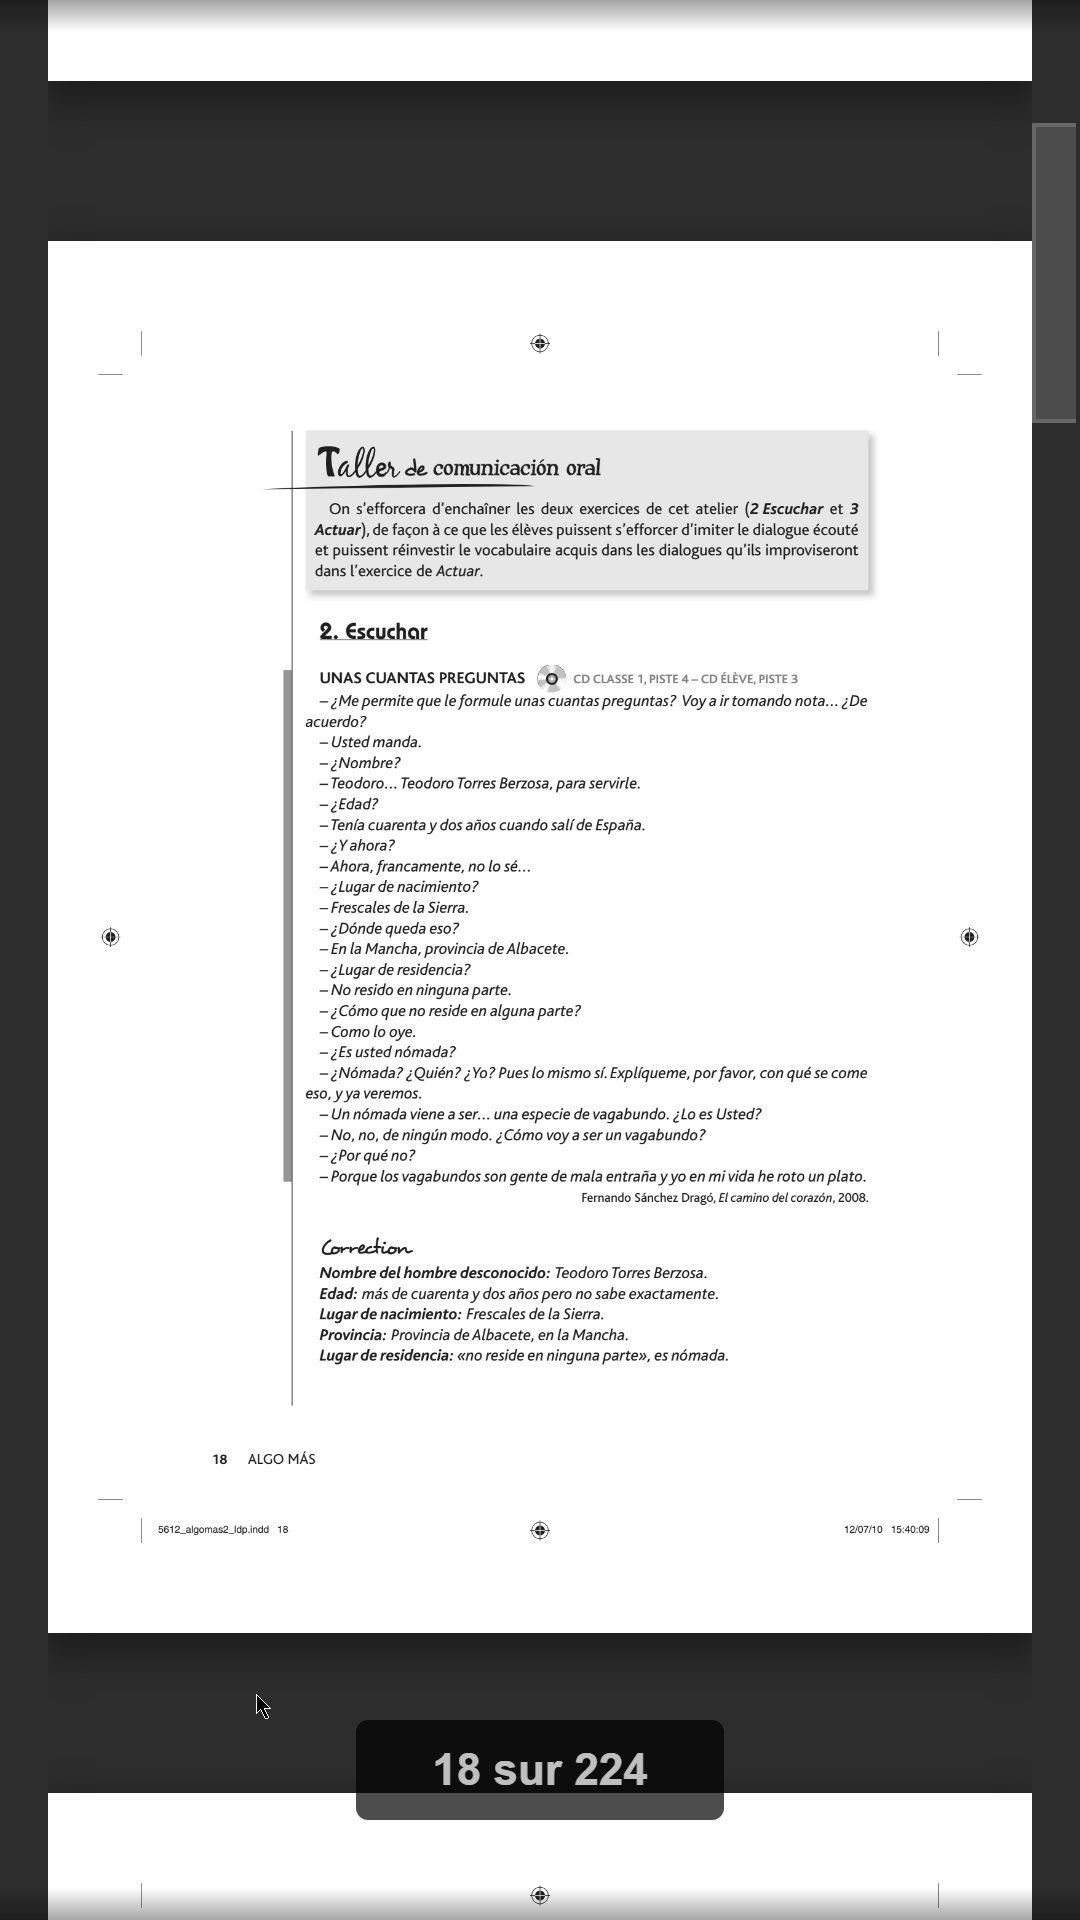 Taller de comunicación oral
On s'efforcera d'enchaîner les deux exercices de cet atelier (2 Escuchar et 3
Actuar), de façon à ce que les élèves puissent s'efforcer d'imiter le dialogue écouté
et puissent réinvestir le vocabulaire acquis dans les dialogues qu'ils improviseront
dans l'exercice de Actuar.
2. Escuchar
UNAS CUANTAS PREGUNTAS CD CLASSE 1, PISTE 4 – CD ÉLÈVE, PISTE 3
– ¿Me permite que le formule unas cuantas preguntas? Voy a ir tomando nota... ¿De
acuerdo?
– Usted manda.
– ¿Nombre?
– Teodoro... Teodoro Torres Berzosa, para servirle.
– ¿Edad?
– Tenía cuarenta y dos años cuando salí de España.
– ¿Y ahora?
– Ahora, francamente, no lo sé...
– ¿Lugar de nacimiento?
– Frescales de la Sierra.
– ¿Dónde queda eso?
– En la Mancha, provincia de Albacete.
– ¿Lugar de residencia?
– No resido en ninguna parte.
– ¿Cómo que no reside en alguna parte?
– Como lo oye.
– ¿Es usted nómada?
– ¿Nómada? ¿Quién? ¿Yo? Pues lo mismo sí. Explíqueme, por favor, con qué se come
eso, y ya veremos.
– Un nómada viene a ser... una especie de vagabundo. ¿Lo es Usted?
– No, no, de ningún modo. ¿Cómo voy a ser un vagabundo?
– ¿Por qué no?
– Porque los vagabundos son gente de mala entraña y yo en mi vida he roto un plato.
Fernando Sánchez Dragó, El camino del corazón, 2008.
Correction
Nombre del hombre desconocido: Teodoro Torres Berzosa.
Edad: más de cuarenta y dos años pero no sabe exactamente.
Lugar de nacimiento: Frescales de la Sierra.
Provincia: Provincia de Albacete, en la Mancha.
Lugar de residencia: «no reside en ninguna parte», es nómada.
18 ALGO MÁS
5612_algomas2_ldp.indd 18 12/07/10 15:40:09
18 sur 224